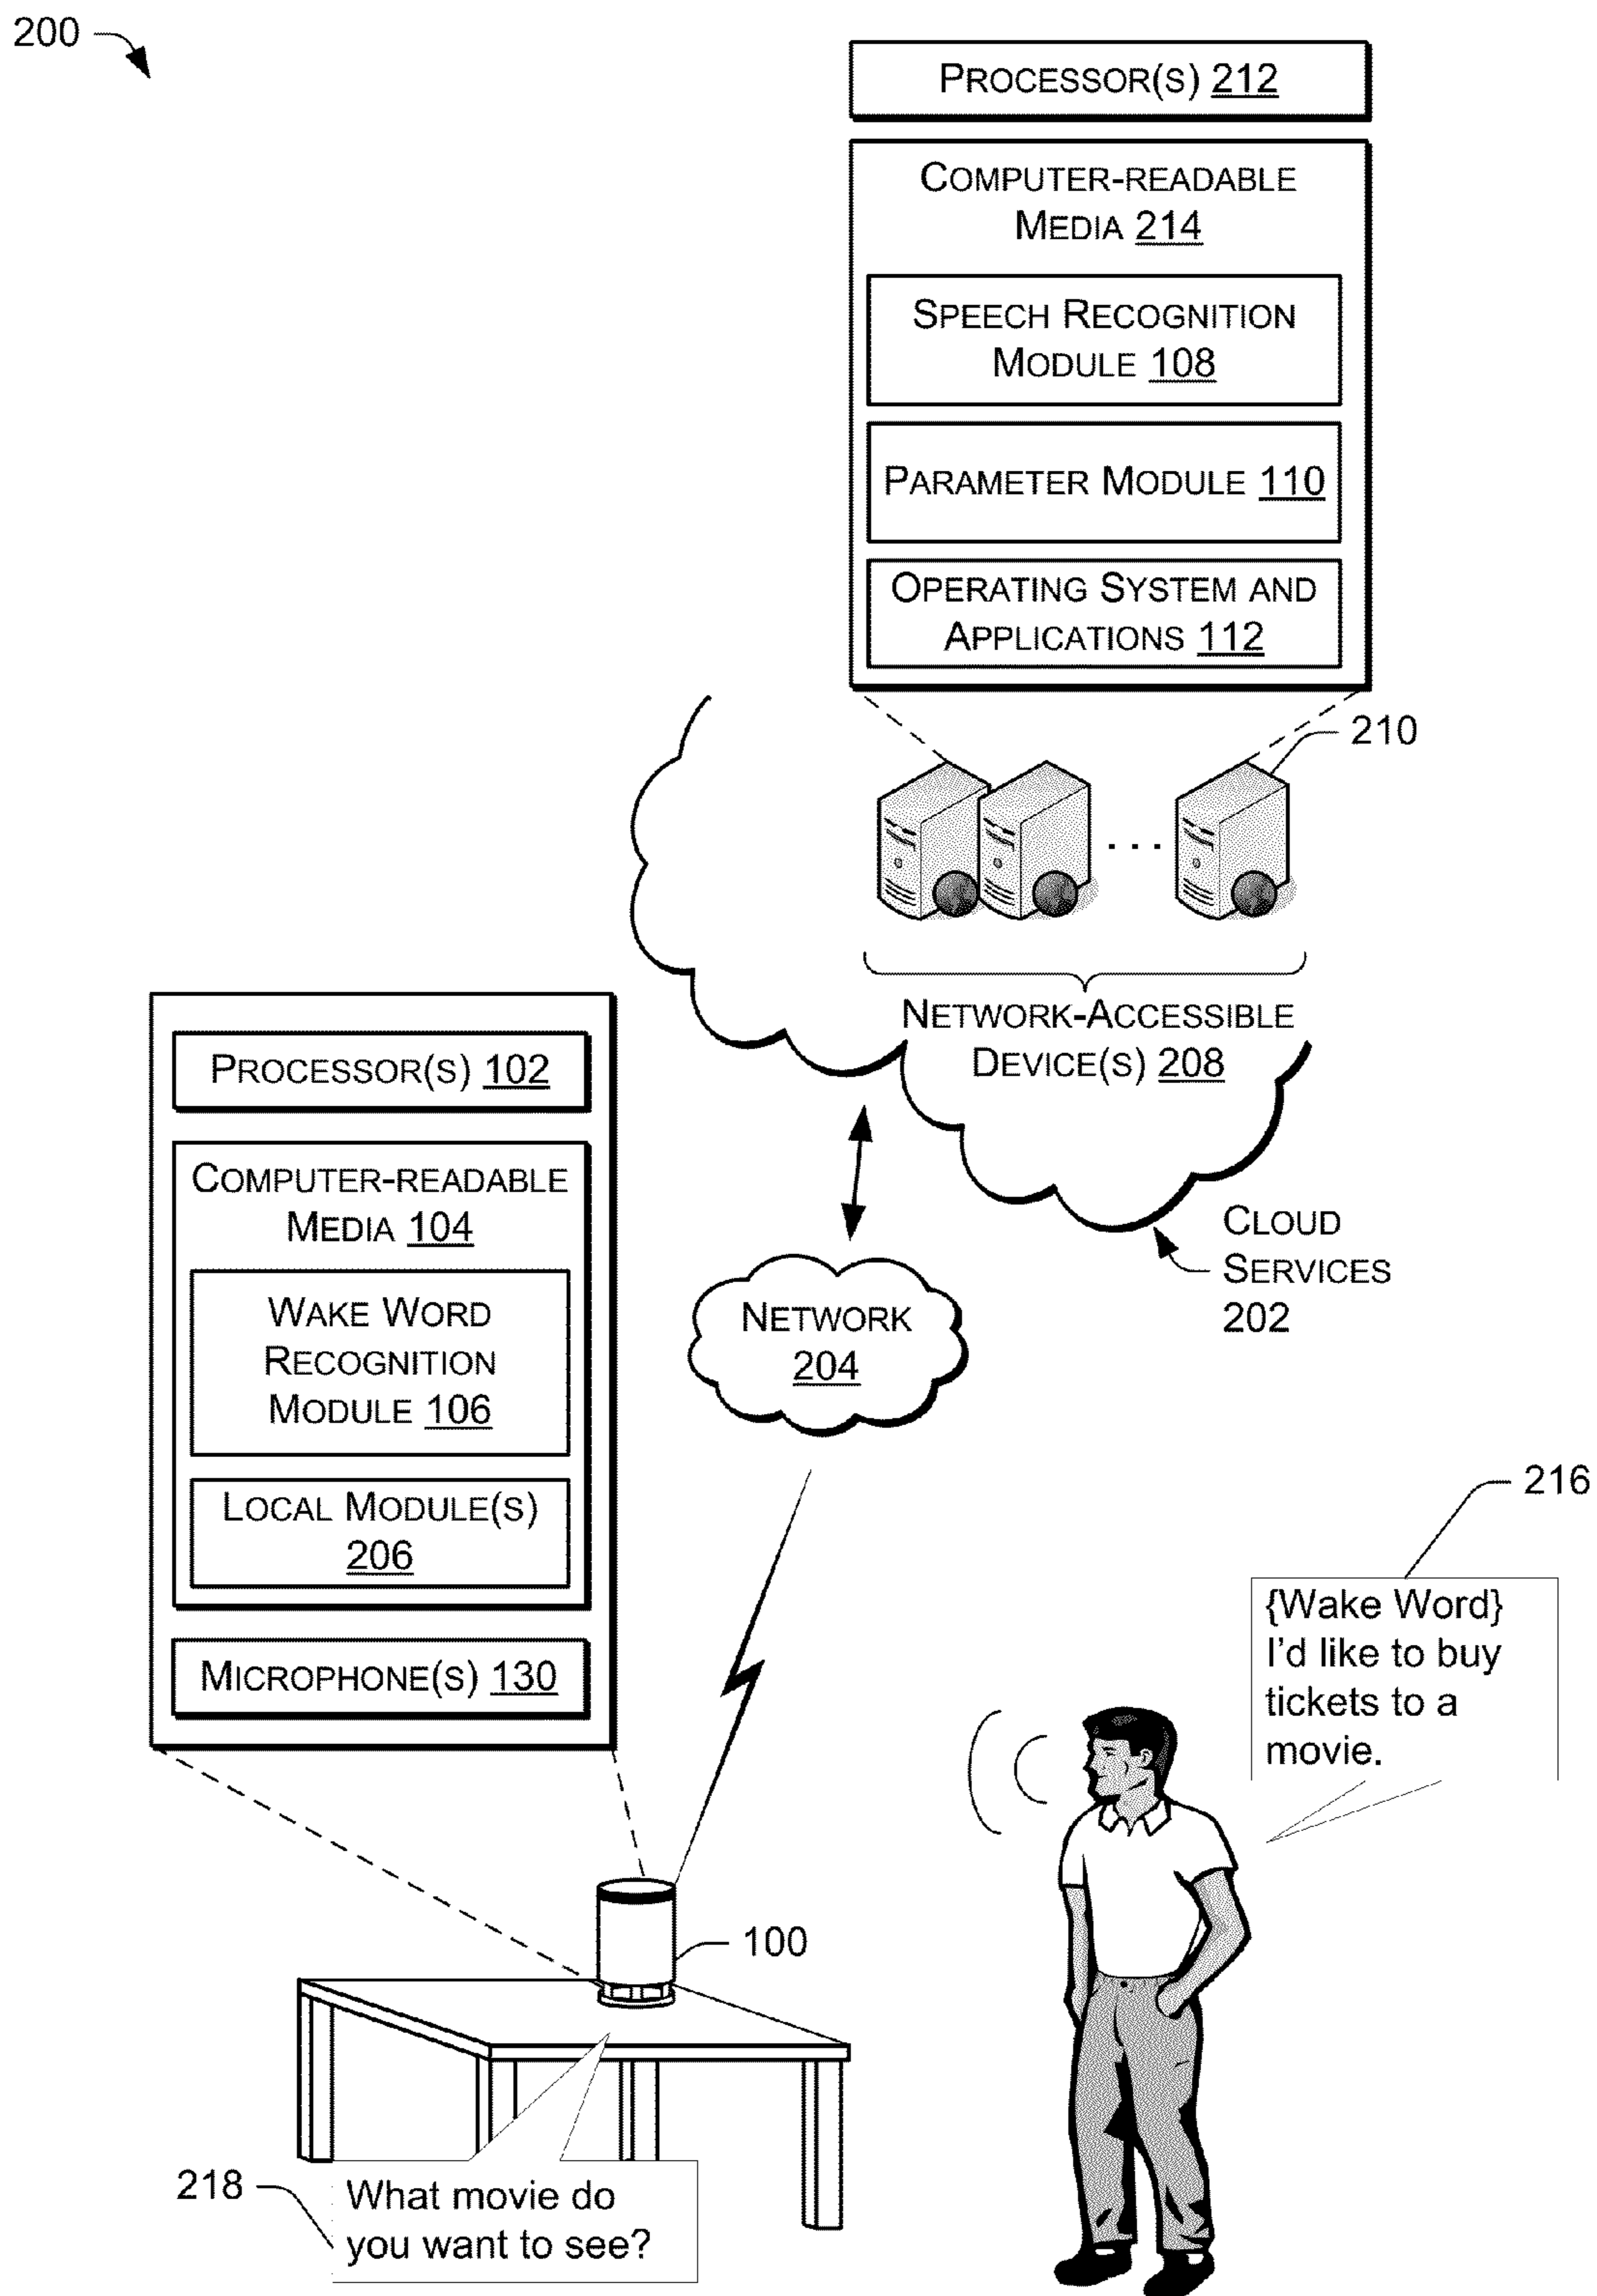 200
PROCESSOR(S) 212
COMPUTER-READABLE
MEDIA 214
SPEECH RECOGNITION
MODULE 108
PARAMETER MODULE 110
OPERATING SYSTEM AND
APPLICATIONS 112
210
NETWORK-ACCESSIBLE
DEVICE(S) 208
CLOUD
SERVICES
202
PROCESSOR(S) 102
COMPUTER-READABLE
MEDIA 104
WAKE WORD
RECOGNITION
MODULE 106
LOCAL MODULE(S)
206
MICROPHONE(S) 130
NETWORK
204
216
{Wake Word}
I'd like to buy
tickets to a
movie.
100
218
What movie do
you want to see?